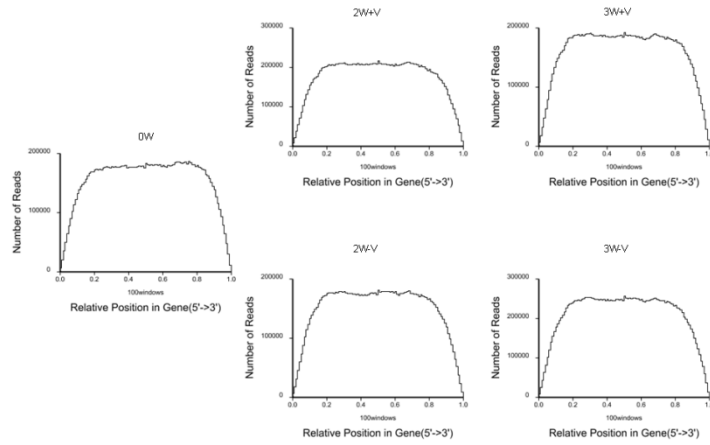 2W+V
300000
200000
100000
0
Number of Reads
0.0 0.2 0.4 0.6 0.8 1.0
100windows
Relative Position in Gene(5'->3')
3W+V
200000
100000
0
Number of Reads
0.0 0.2 0.4 0.6 0.8 1.0
100windows
Relative Position in Gene(5'->3')
0W
200000
100000
0
Number of Reads
0.0 0.2 0.4 0.6 0.8 1.0
100windows
Relative Position in Gene(5'->3')
2W-V
200000
100000
0
Number of Reads
0.0 0.2 0.4 0.6 0.8 1.0
100windows
Relative Position in Gene(5'->3')
3W-V
300000
200000
100000
0
Number of Reads
0.0 0.2 0.4 0.6 0.8 1.0
100windows
Relative Position in Gene(5'->3')